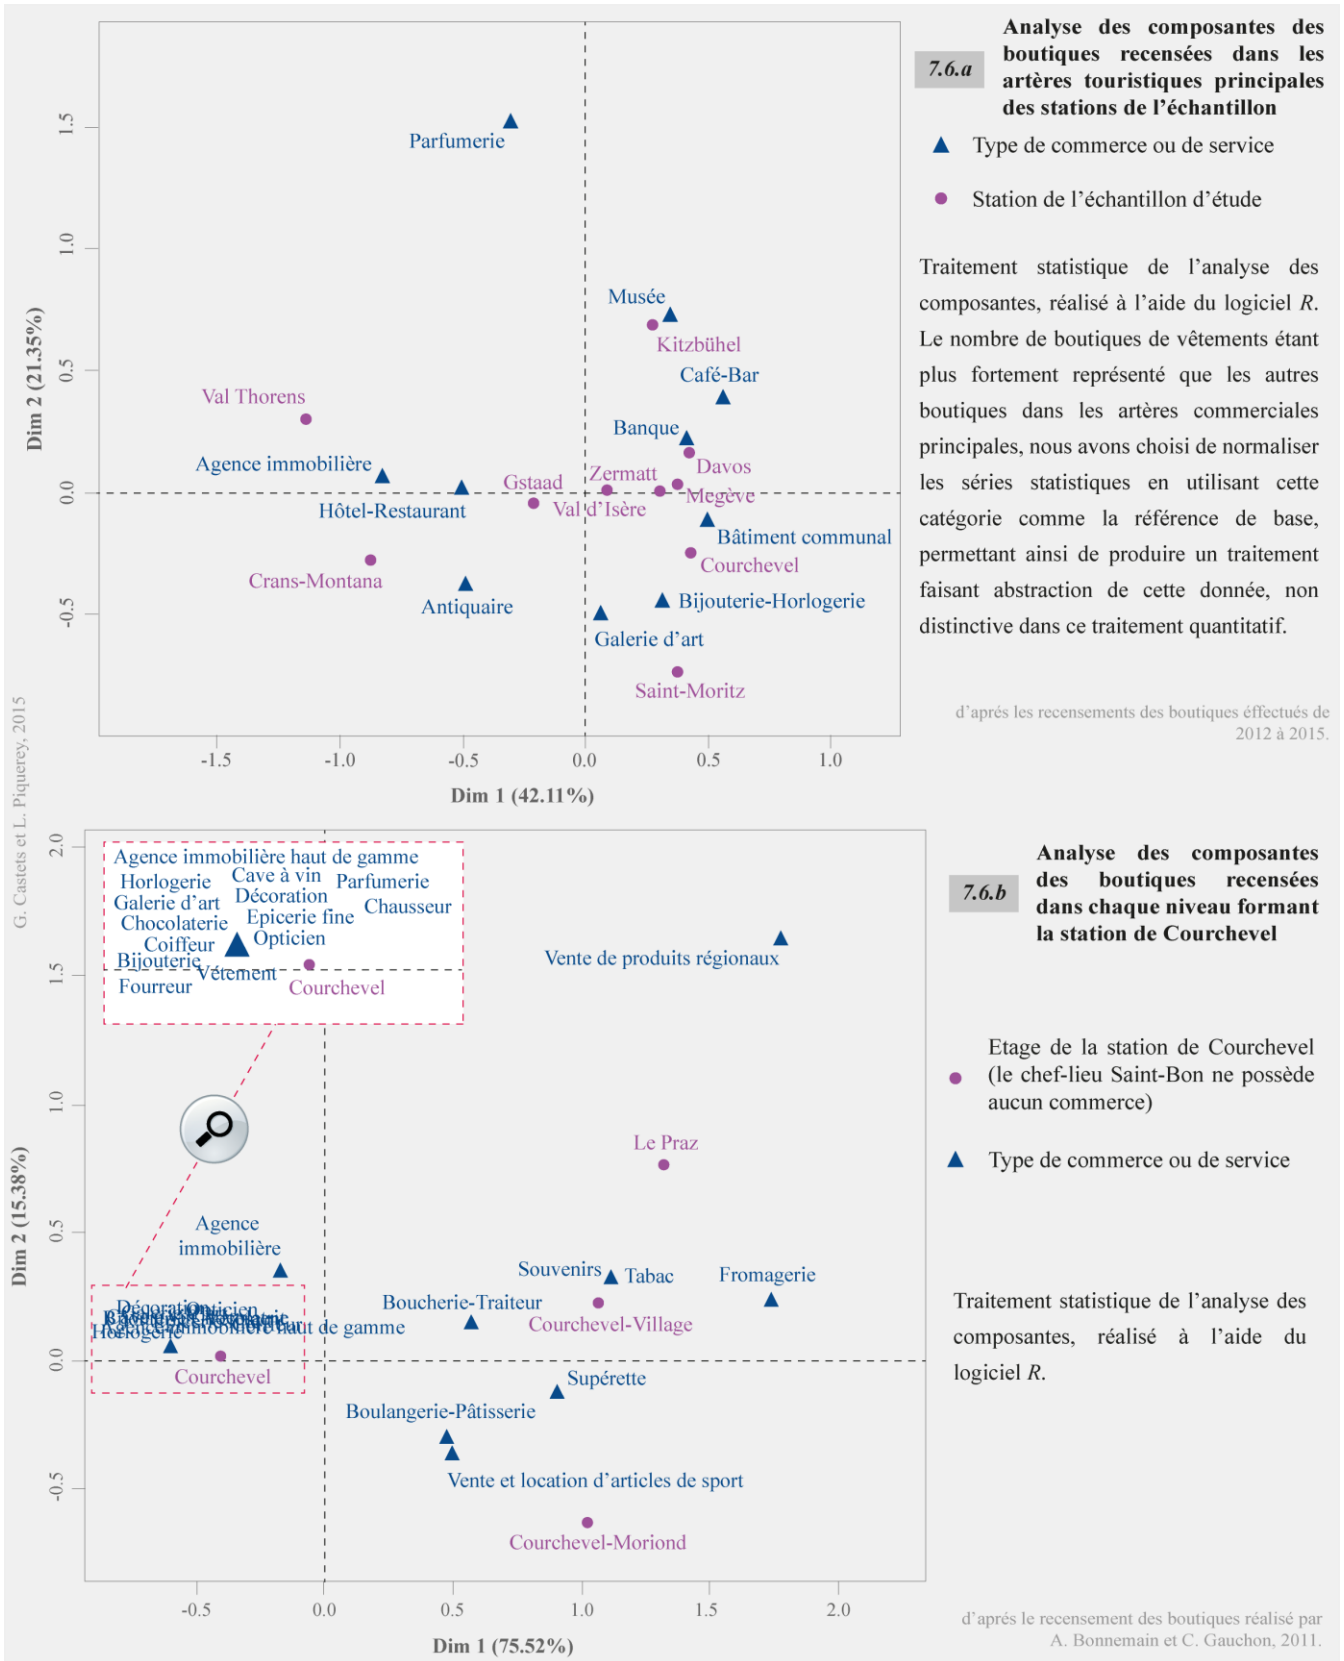 Analyse des composantes des
boutiques recensées dans les
artères touristiques principales
des stations de l'échantillon
7.6.a
Type de commerce ou de service
Station de l'échantillon d'étude
Traitement statistique de l'analyse des
composantes, réalisé à l'aide du logiciel R.
Le nombre de boutiques de vêtements étant
plus fortement représenté que les autres
boutiques dans les artères commerciales
principales, nous avons choisi de normaliser
les séries statistiques en utilisant cette
catégorie comme la référence de base,
permettant ainsi de produire un traitement
faisant abstraction de cette donnée, non
distinctive dans ce traitement quantitatif.
d'aprés les recensements des boutiques éffectués de
2012 à 2015.
Dim 2 (21.35%)
1.5
1.0
0.5
0.0
-0.5
Parfumerie
Musée
Kitzbühel
Café-Bar
Val Thorens
Banque
Agence immobilière
Davos
Gstaad
Zermatt
Megève
Hôtel-Restaurant
Val d'Isère
Bâtiment communal
Courchevel
Crans-Montana
Antiquaire
Bijouterie-Horlogerie
Galerie d'art
Saint-Moritz
-1.5
-1.0
-0.5
0.0
0.5
1.0
Dim 1 (42.11%)
G. Castets et L. Piquerey, 2015
Analyse des composantes
des boutiques recensées
dans chaque niveau formant
la station de Courchevel
7.6.b
Etage de la station de Courchevel
(le chef-lieu Saint-Bon ne possède
aucun commerce)
Type de commerce ou de service
Traitement statistique de l'analyse des
composantes, réalisé à l'aide du
logiciel R.
d'aprés le recensement des boutiques réalisé par
A. Bonnemain et C. Gauchon, 2011.
Dim 2 (15.38%)
2.0
1.5
1.0
0.5
0.0
-0.5
Agence immobilière haut de gamme
Horlogerie
Cave à vin
Parfumerie
Galerie d'art
Décoration
Chausseur
Chocolaterie
Epicerie fine
Coiffeur
Opticien
Bijouterie
Vétement
Fourreur
Courchevel
Vente de produits régionaux
Le Praz
Agence
immobilière
Souvenirs
Tabac
Fromagerie
Boucherie-Traiteur
Courchevel-Village
Décoration
Opticien
Horlogerie
immobilière haut de gamme
Courchevel
Supérette
Boulangerie-Pâtisserie
Vente et location d'articles de sport
Courchevel-Moriond
-0.5
0.0
0.5
1.0
1.5
2.0
Dim 1 (75.52%)